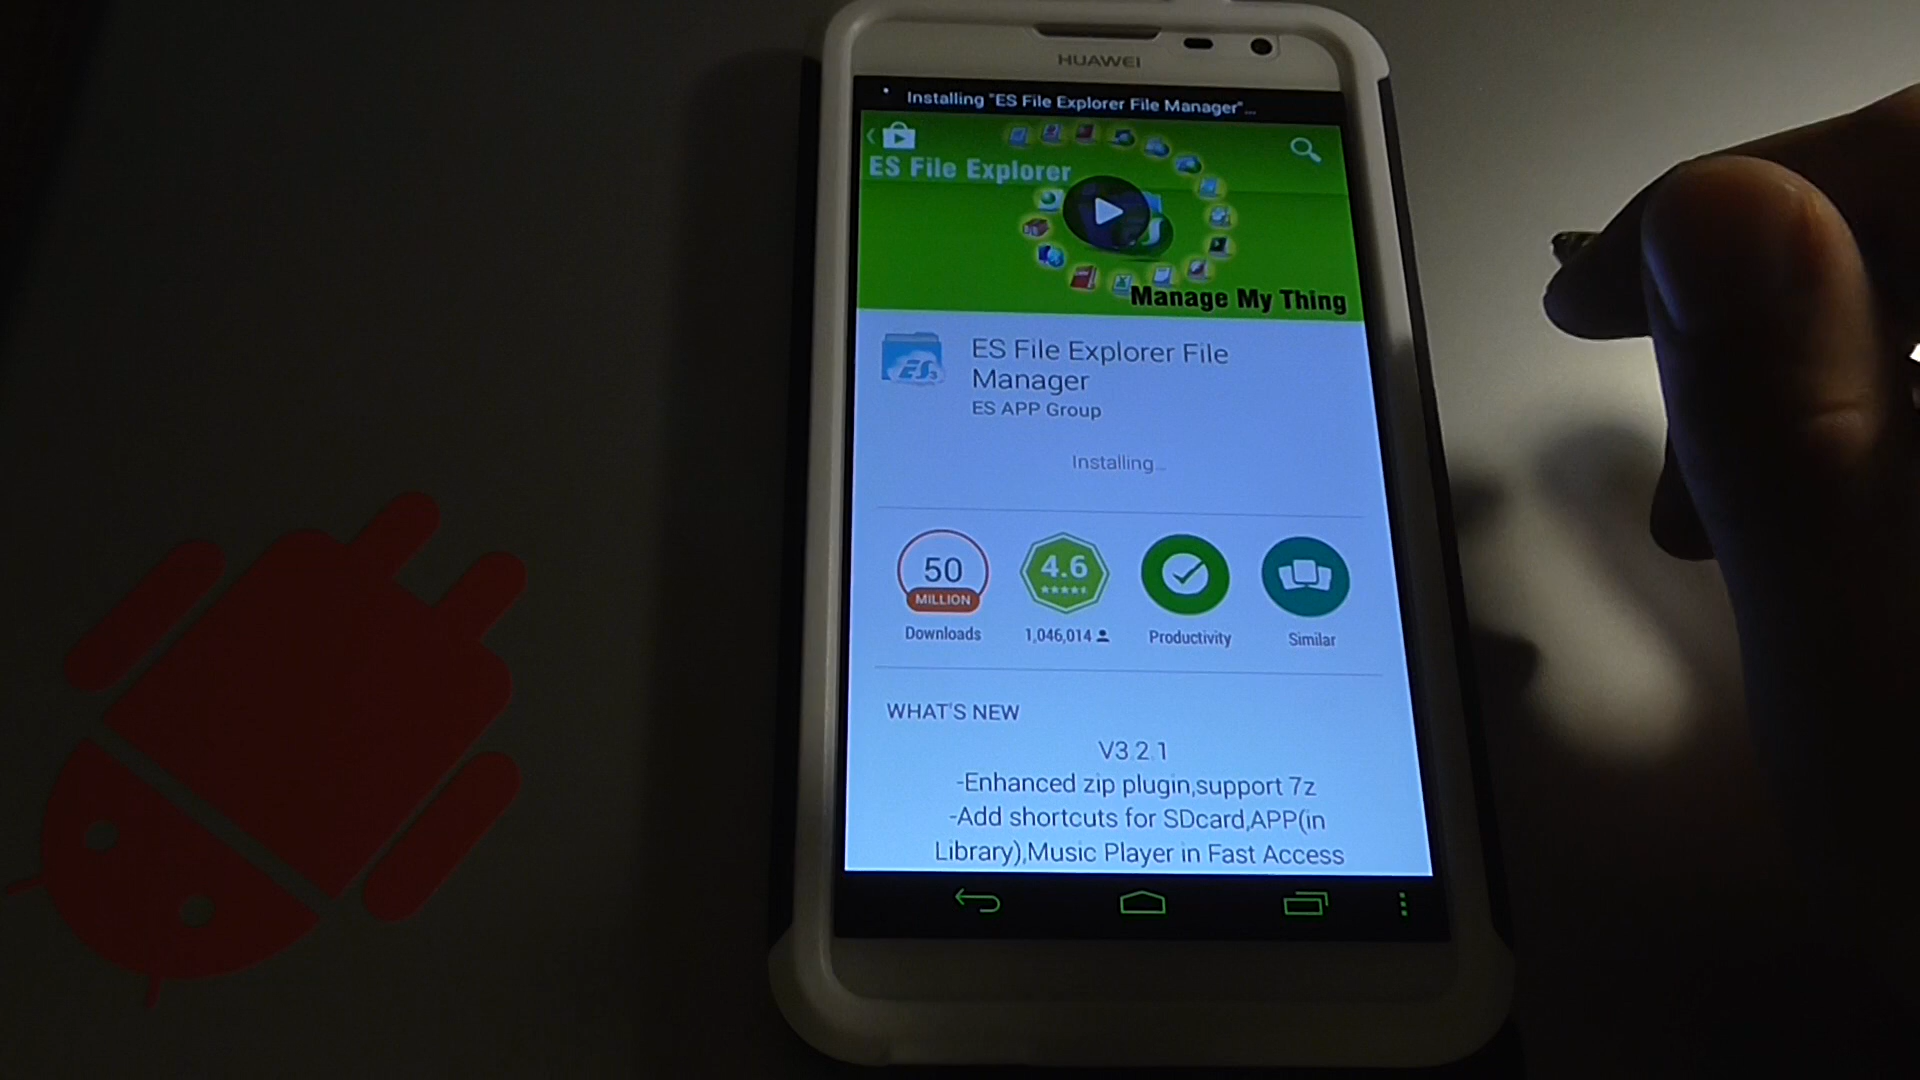 HUAWEI
Installing "ES File Explorer File Manager"...
ES File Explorer
Manage My Thing
ES File Explorer File
Manager
ES APP Group
Installing...
50
MILLION
Downloads
4.6
1,046,014
Productivity
Similar
WHAT'S NEW
V3.2.1
-Enhanced zip plugin,support 7z
-Add shortcuts for SDcard,APP(in
Library),Music Player in Fast Access